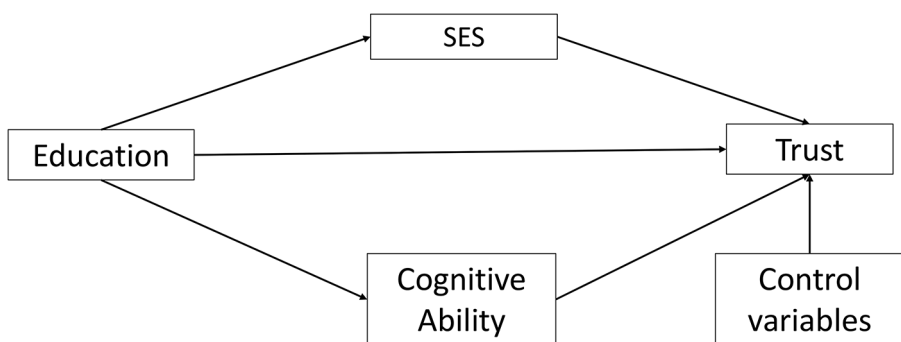 SES
Education
Trust
Cognitive
Ability
Control
variables